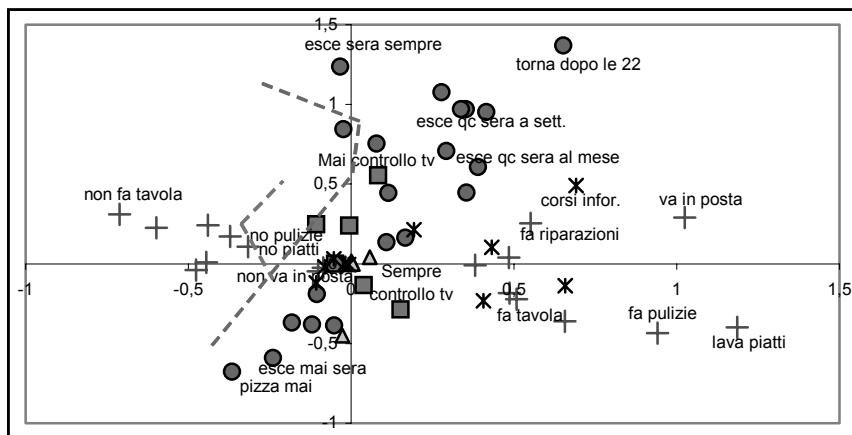 1,5
esce sera sempre
torna dopo le 22
1
esce qc sera a sett.
Mai controllo tv
esce qc sera al mese
0,5
non fa tavola
corsi infor.
va in posta
no pulizie
fa riparazioni
no piatti
non va in posta
Sempre
controllo tv
0
-1
-0,5
0
0,5
1
1,5
fa tavola
fa pulizie
lava piatti
-0,5
esce mai sera
pizza mai
-1